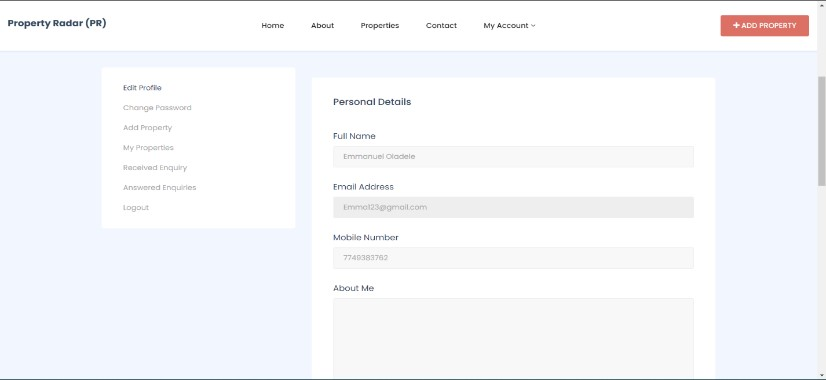 Property Radar (PR)
Home About Properties Contact My Account
+ ADD PROPERTY
Edit Profile
Change Password
Add Property
My Properties
Received Enquiry
Answered Enquiries
Logout
Personal Details
Full Name
Emmanuel Oladele
Email Address
Emmo123@gmail.com
Mobile Number
7749383762
About Me